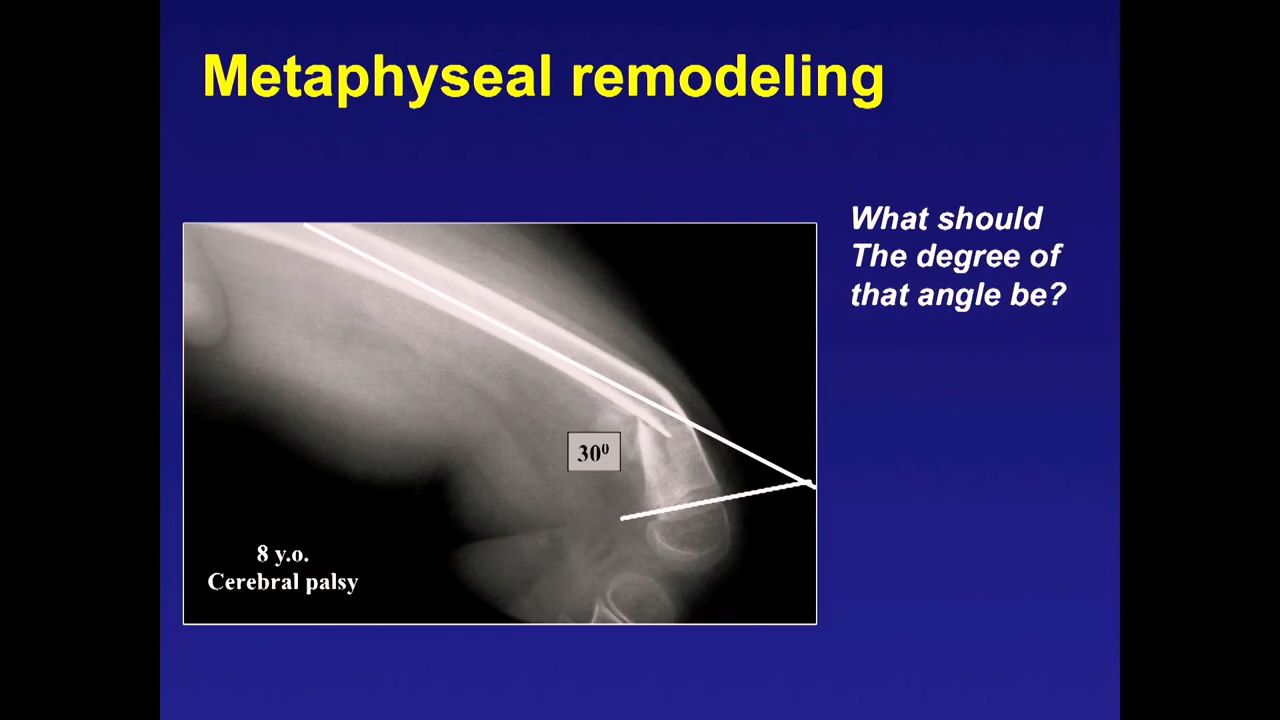 Metaphyseal remodeling
What should
The degree of
that angle be?
30⁰
8 y.o.
Cerebral palsy